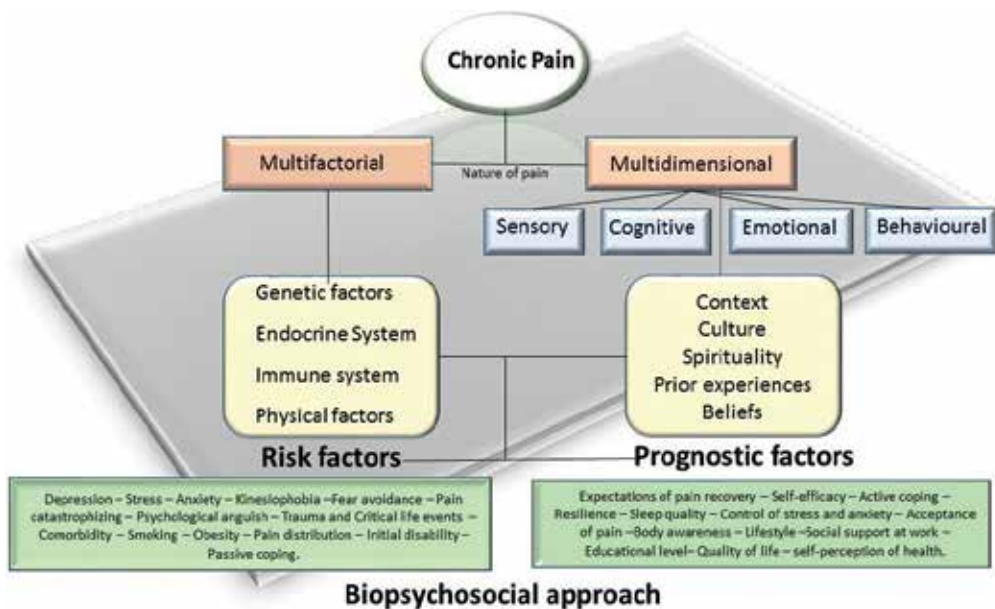 Chronic Pain
Multifactorial
Nature of pain
Multidimensional
Sensory
Cognitive
Emotional
Behavioural
Genetic factors
Endocrine System
Immune system
Physical factors
Context
Culture
Spirituality
Prior experiences
Beliefs
Risk factors
Prognostic factors
Depression – Stress – Anxiety – Kinesiophobia –Fear avoidance – Pain
catastrophizing – Psychological anguish – Trauma and Critical life events –
Comorbidity – Smoking – Obesity – Pain distribution – Initial disability –
Passive coping.
Expectations of pain recovery – Self-efficacy – Active coping –
Resilience – Sleep quality – Control of stress and anxiety – Acceptance
of pain –Body awareness – Lifestyle –Social support at work –
Educational level– Quality of life – self-perception of health.
Biopsychosocial approach